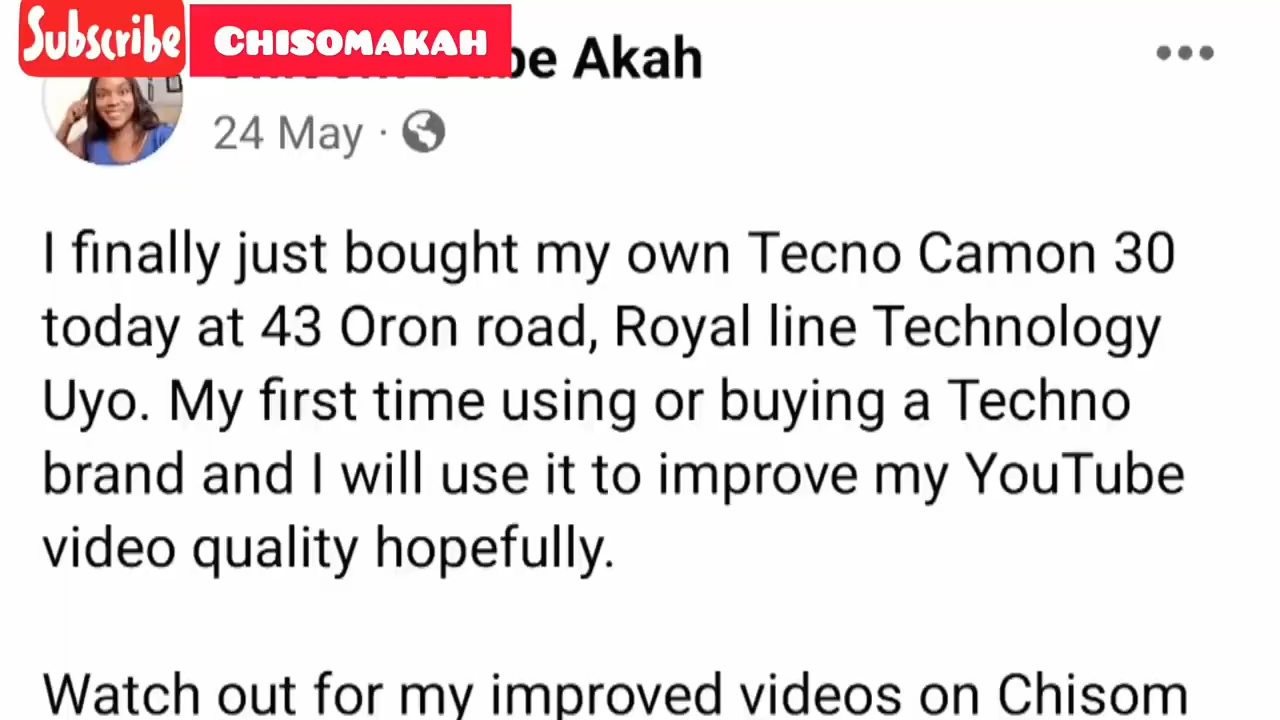 Subscribe CHISOMAKAH
Akah
24 May ·
I finally just bought my own Tecno Camon 30
today at 43 Oron road, Royal line Technology
Uyo. My first time using or buying a Techno
brand and I will use it to improve my YouTube
video quality hopefully.
Watch out for my improved videos on Chisom